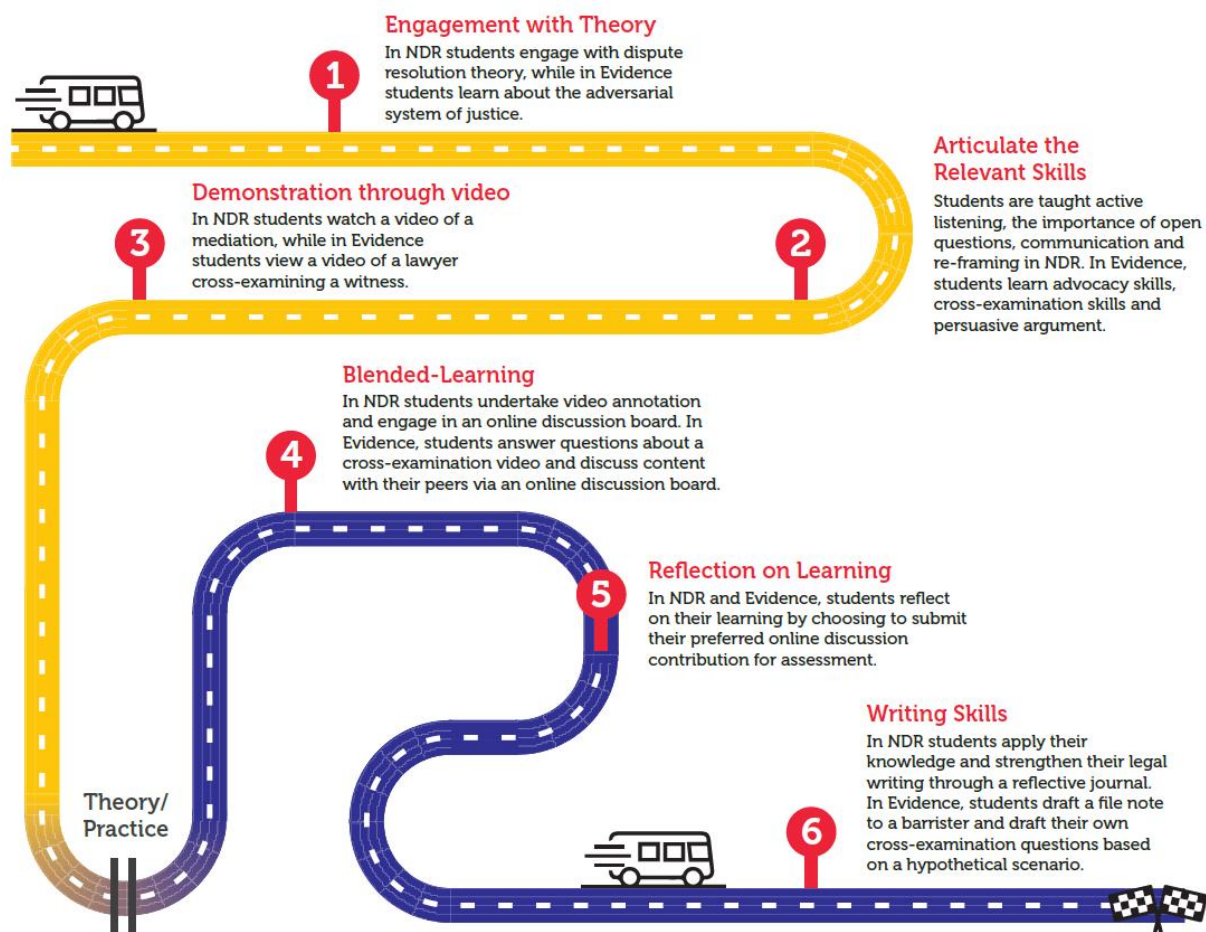 Engagement with Theory
In NDR students engage with dispute
resolution theory, while in Evidence
students learn about the adversarial
system of justice.
1
Articulate the
Relevant Skills
Students are taught active
listening, the importance of open
questions, communication and
re-framing in NDR. In Evidence,
students learn advocacy skills,
cross-examination skills and
persuasive argument.
2
Demonstration through video
In NDR students watch a video of a
mediation, while in Evidence
students view a video of a lawyer
cross-examining a witness.
3
Theory/
Practice
Blended-Learning
In NDR students undertake video annotation
and engage in an online discussion board. In
Evidence, students answer questions about a
cross-examination video and discuss content
with their peers via an online discussion board.
4
Reflection on Learning
In NDR and Evidence, students reflect
on their learning by choosing to submit
their preferred online discussion
contribution for assessment.
5
Writing Skills
In NDR students apply their
knowledge and strengthen their legal
writing through a reflective journal.
In Evidence, students draft a file note
to a barrister and draft their own
cross-examination questions based
on a hypothetical scenario.
6